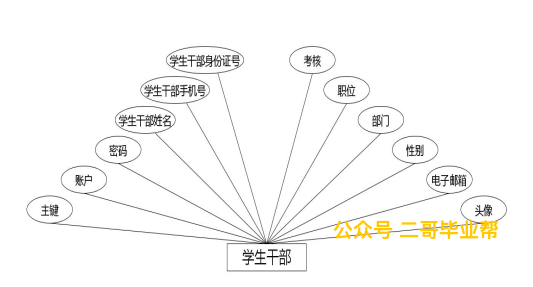 学生干部身份证号
考核
学生干部手机号
职位
学生干部姓名
部门
密码
性别
账户
电子邮箱
主键
头像
公众号 二哥毕业帮
学生干部